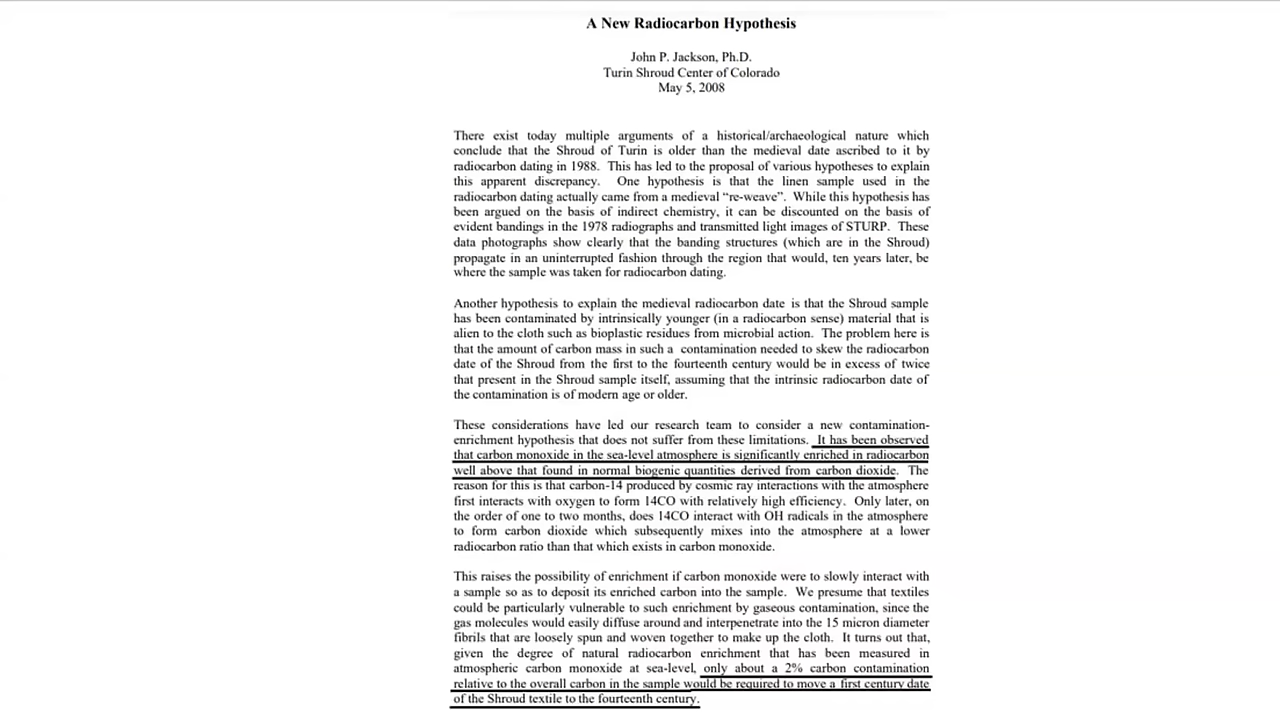 A New Radiocarbon Hypothesis
John P. Jackson, Ph.D.
Turin Shroud Center of Colorado
May 5, 2008
There exist today multiple arguments of a historical/archaeological nature which
conclude that the Shroud of Turin is older than the medieval date ascribed to it by
radiocarbon dating in 1988. This has led to the proposal of various hypotheses to explain
this apparent discrepancy. One hypothesis is that the linen sample used in the
radiocarbon dating actually came from a medieval “re-weave”. While this hypothesis has
been argued on the basis of indirect chemistry, it can be discounted on the basis of
evident bandings in the 1978 radiographs and transmitted light images of STURP. These
data photographs show clearly that the banding structures (which are in the Shroud)
propagate in an uninterrupted fashion through the region that would, ten years later, be
where the sample was taken for radiocarbon dating.
Another hypothesis to explain the medieval radiocarbon date is that the Shroud sample
has been contaminated by intrinsically younger (in a radiocarbon sense) material that is
alien to the cloth such as bioplastic residues from microbial action. The problem here is
that the amount of carbon mass in such a contamination needed to skew the radiocarbon
date of the Shroud from the first to the fourteenth century would be in excess of twice
that present in the Shroud sample itself, assuming that the intrinsic radiocarbon date of
the contamination is of modern age or older.
These considerations have led our research team to consider a new contamination-
enrichment hypothesis that does not suffer from these limitations. It has been observed
that carbon monoxide in the sea-level atmosphere is significantly enriched in radiocarbon
well above that found in normal biogenic quantities derived from carbon dioxide. The
reason for this is that carbon-14 produced by cosmic ray interactions with the atmosphere
first interacts with oxygen to form 14CO with relatively high efficiency. Only later, on
the order of one to two months, does 14CO interact with OH radicals in the atmosphere
to form carbon dioxide which subsequently mixes into the atmosphere at a lower
radiocarbon ratio than that which exists in carbon monoxide.
This raises the possibility of enrichment if carbon monoxide were to slowly interact with
a sample so as to deposit its enriched carbon into the sample. We presume that textiles
could be particularly vulnerable to such enrichment by gaseous contamination, since the
gas molecules would easily diffuse around and interpenetrate into the 15 micron diameter
fibrils that are loosely spun and woven together to make up the cloth. It turns out that,
given the degree of natural radiocarbon enrichment that has been measured in
atmospheric carbon monoxide at sea-level, only about a 2% carbon contamination
relative to the overall carbon in the sample would be required to move a first century date
of the Shroud textile to the fourteenth century.